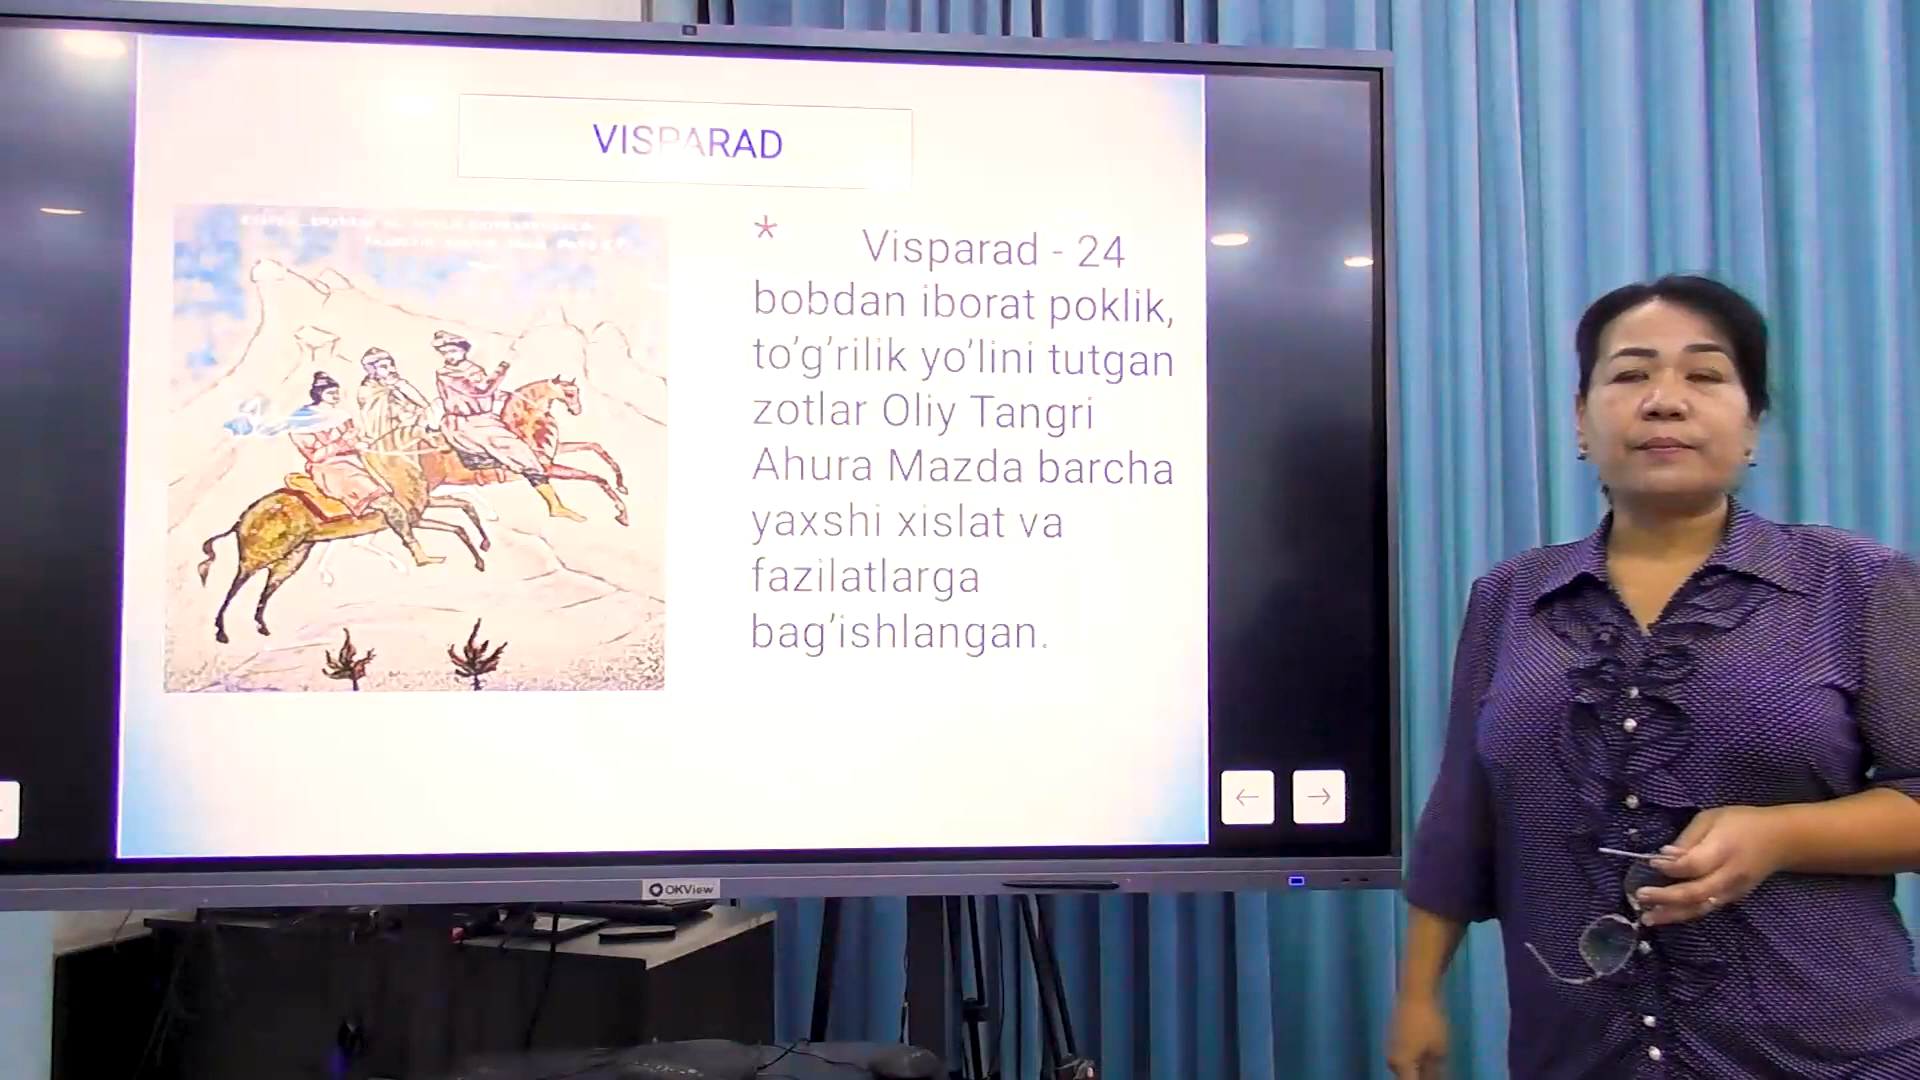 VISPARAD
* Visparad - 24
bobdan iborat poklik,
to’g’rilik yo’lini tutgan
zotlar Oliy Tangri
Ahura Mazda barcha
yaxshi xislat va
fazilatlarga
bag’ishlangan.
OKView